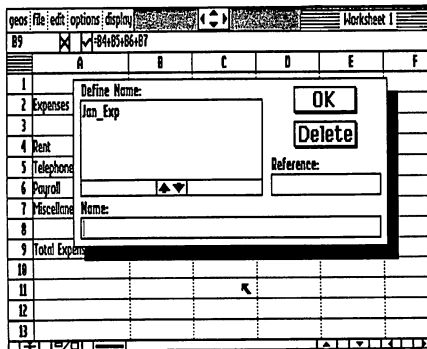 geos file edit options display Worksheet 1
B9 =B4+B5+B6+B7
A B C D E F
1
2 Expenses
3
4 Rent
5 Telephone
6 Payroll
7 Miscellane
8
9 Total Expens
10
11
12
13
Define Name:
Jan_Exp
OK
Delete
Reference:
Name: